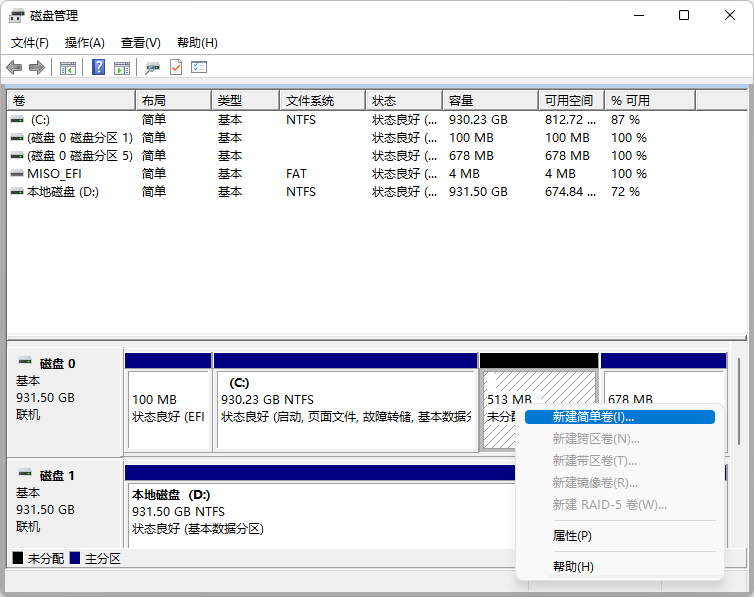 磁盘管理
文件(F) 操作(A) 查看(V) 帮助(H)
卷 布局 类型 文件系统 状态 容量 可用空间 % 可用
(C:) 简单 基本 NTFS 状态良好 (... 930.23 GB 812.72 ... 87 %
(磁盘 0 磁盘分区 1) 简单 基本 状态良好 (... 100 MB 100 MB 100 %
(磁盘 0 磁盘分区 5) 简单 基本 状态良好 (... 678 MB 678 MB 100 %
MISO_EFI 简单 基本 FAT 状态良好 (... 4 MB 4 MB 100 %
本地磁盘 (D:) 简单 基本 NTFS 状态良好 (... 931.50 GB 674.84 ... 72 %
磁盘 0
基本
931.50 GB
联机
100 MB
状态良好 (EFI
(C:)
930.23 GB NTFS
状态良好 (启动, 页面文件, 故障转储, 基本数据分
513 MB
未分
678 MB
新建简单卷(I)...
新建跨区卷(N)...
新建带区卷(T)...
新建镜像卷(R)...
新建 RAID-5 卷(W)...
属性(P)
帮助(H)
磁盘 1
基本
931.50 GB
联机
本地磁盘 (D:)
931.50 GB NTFS
状态良好 (基本数据分区)
未分配 主分区